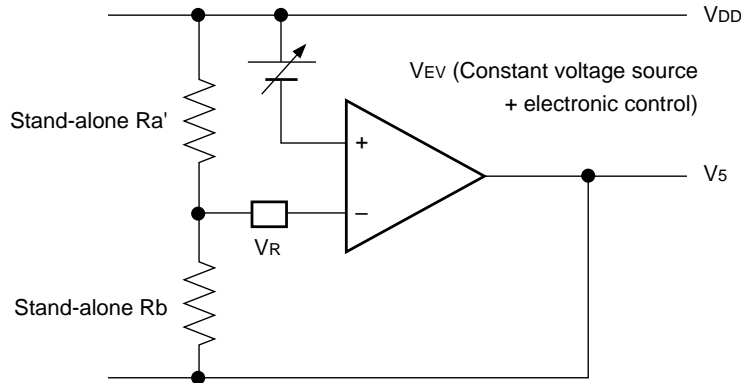 VDD
VEV (Constant voltage source
+ electronic control)
Stand-alone Ra'
+
V5
−
VR
Stand-alone Rb